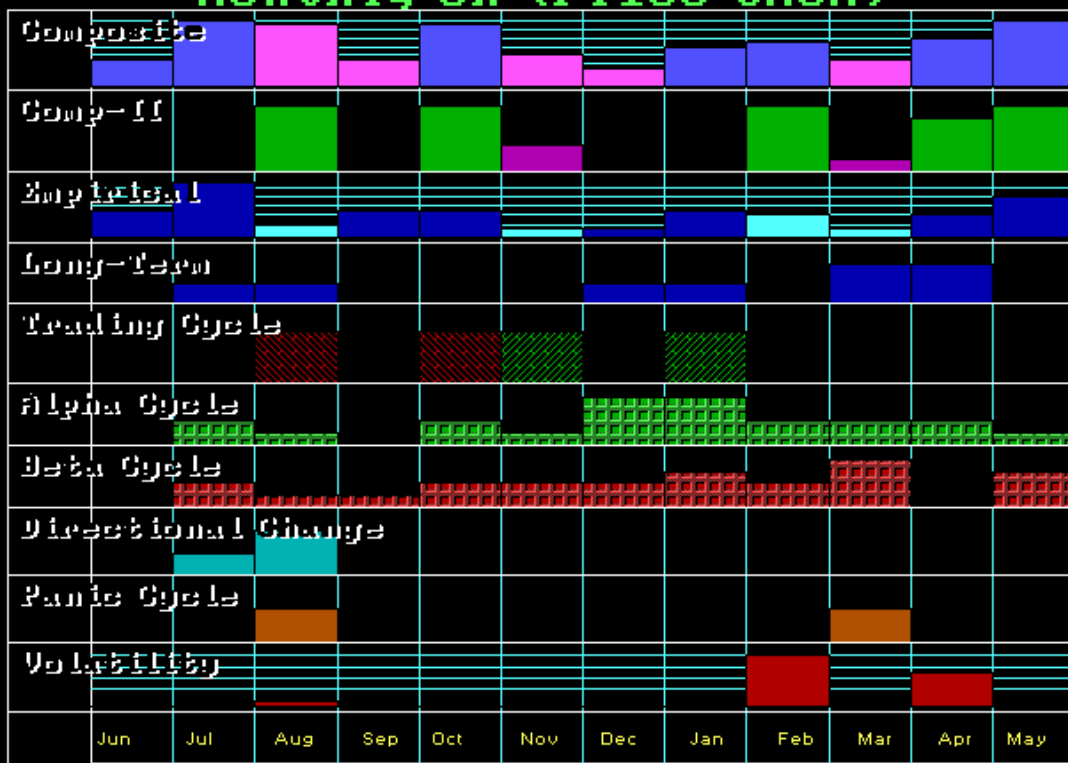 Composite
Comp-II
Empirical
Long-Term
Trading Cycle
Alpha Cycle
Beta Cycle
Directional Change
Panic Cycle
Volatility
Jun Jul Aug Sep Oct Nov Dec Jan Feb Mar Apr May